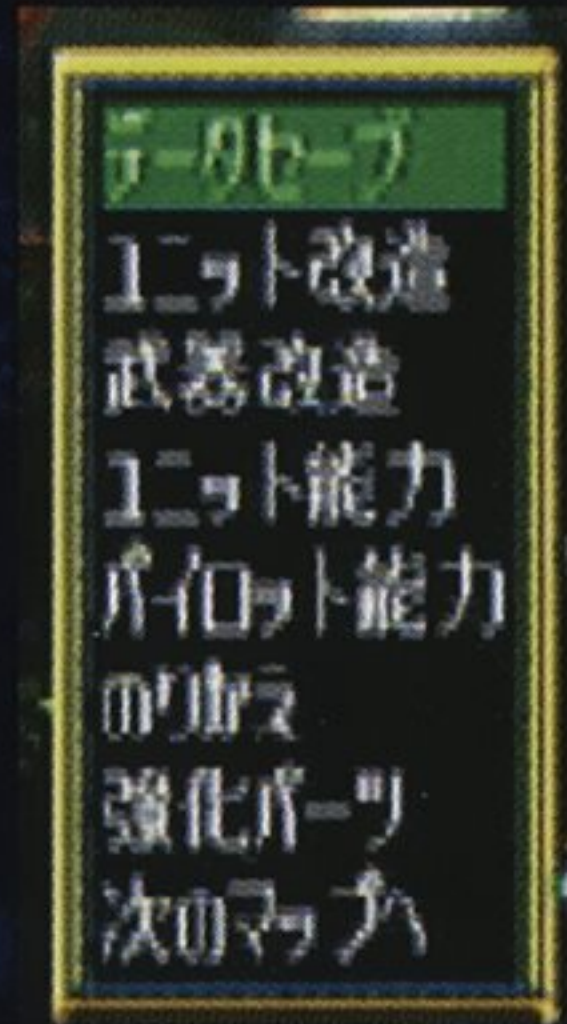 データセーブ
ユニット改造
武器改造
ユニット能力
パイロット能力
のりかえ
強化パーツ
次のマップへ